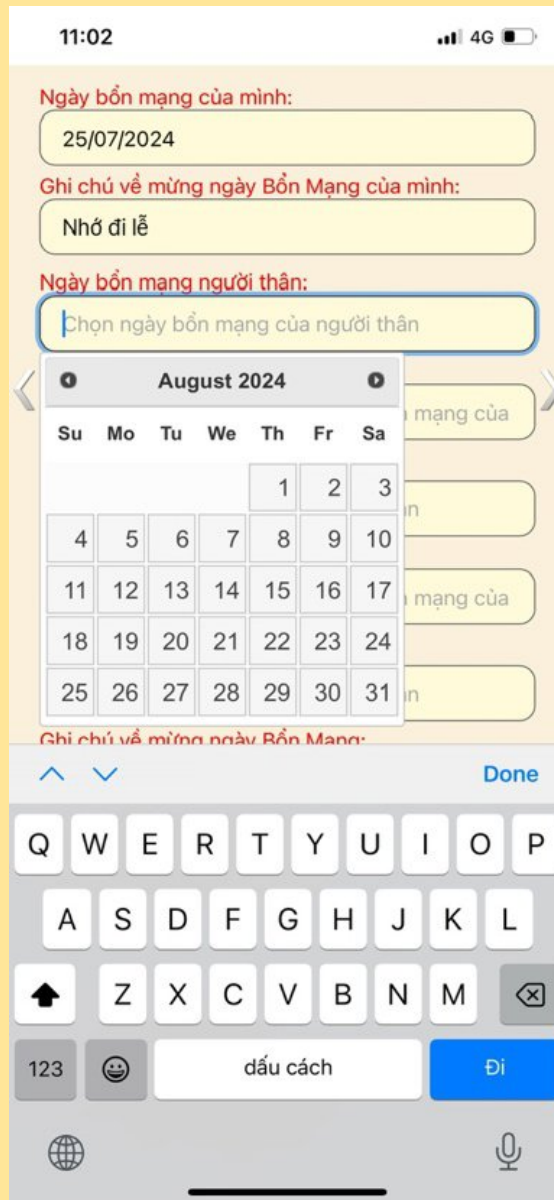 11:02 4G
Ngày bổn mạng của mình:
25/07/2024
Ghi chú về mừng ngày Bổn Mạng của mình:
Nhớ đi lễ
Ngày bổn mạng người thân:
Chọn ngày bổn mạng của người thân
August 2024
Su Mo Tu We Th Fr Sa
mạng của
1 2 3
4 5 6 7 8 9 10
11 12 13 14 15 16 17
mạng của
18 19 20 21 22 23 24
25 26 27 28 29 30 31
Ghi chú về mừng ngày Bổn Mạng:
Done
Q W E R T Y U I O P
A S D F G H J K L
Z X C V B N M
123 dấu cách Đi